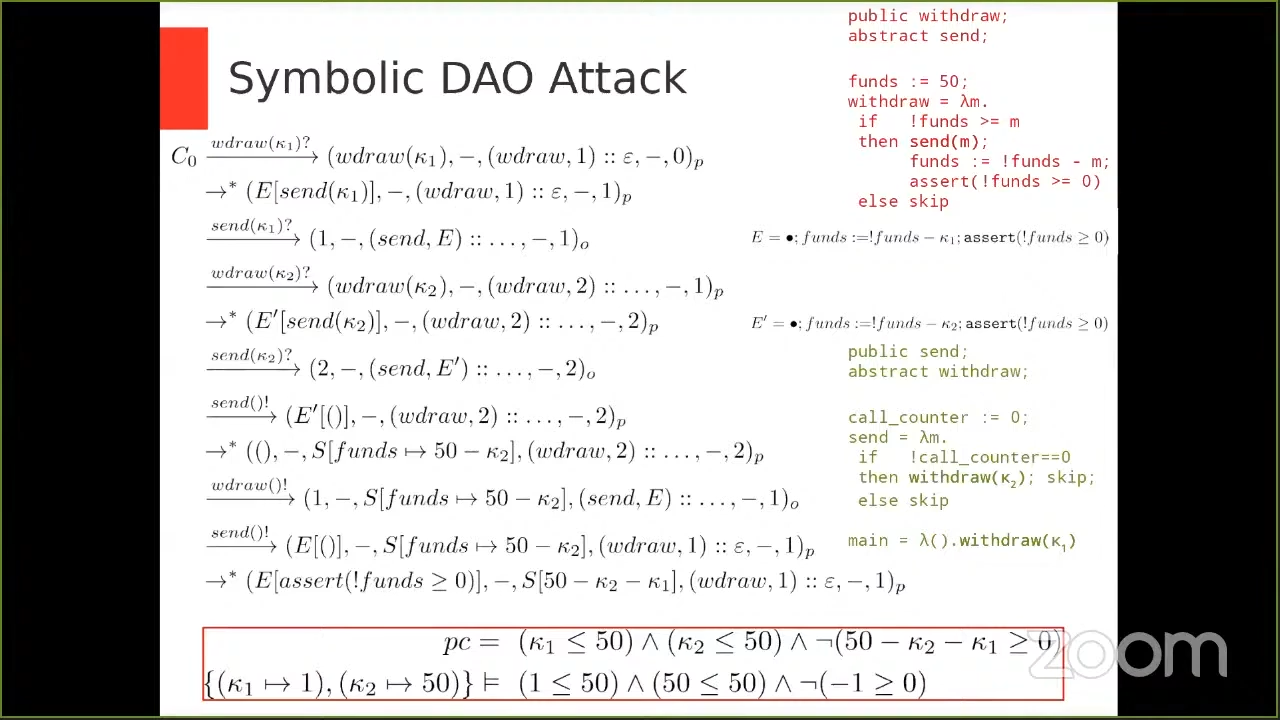 Symbolic DAO Attack
public withdraw;
abstract send;
funds := 50;
withdraw = λm.
if !funds >= m
then send(m);
funds := !funds - m;
assert(!funds >= 0)
else skip
C₀ —wdraw(κ₁)?→ (wdraw(κ₁), −, (wdraw, 1) :: ε, −, 0)ₚ
→* (E[send(κ₁)], −, (wdraw, 1) :: ε, −, 1)ₚ
—send(κ₁)?→ (1, −, (send, E) :: …, −, 1)ₒ
E = •; funds :=!funds − κ₁; assert(!funds ≥ 0)
—wdraw(κ₂)?→ (wdraw(κ₂), −, (wdraw, 2) :: …, −, 1)ₚ
→* (E′[send(κ₂)], −, (wdraw, 2) :: …, −, 2)ₚ
E′ = •; funds :=!funds − κ₂; assert(!funds ≥ 0)
—send(κ₂)?→ (2, −, (send, E′) :: …, −, 2)ₒ
—send()!→ (E′[()], −, (wdraw, 2) :: …, −, 2)ₚ
→* ((), −, S[funds ↦ 50 − κ₂], (wdraw, 2) :: …, −, 2)ₚ
—wdraw()!→ (1, −, S[funds ↦ 50 − κ₂], (send, E) :: …, −, 1)ₒ
—send()!→ (E[()], −, S[funds ↦ 50 − κ₂], (wdraw, 1) :: ε, −, 1)ₚ
→* (E[assert(!funds ≥ 0)], −, S[50 − κ₂ − κ₁], (wdraw, 1) :: ε, −, 1)ₚ
public send;
abstract withdraw;
call_counter := 0;
send = λm.
if !call_counter==0
then withdraw(κ₂); skip;
else skip
main = λ().withdraw(κ₁)
pc = (κ₁ ≤ 50) ∧ (κ₂ ≤ 50) ∧ ¬(50 − κ₂ − κ₁ ≥ 0)
{(κ₁ ↦ 1), (κ₂ ↦ 50)} ⊨ (1 ≤ 50) ∧ (50 ≤ 50) ∧ ¬(−1 ≥ 0)
zoom